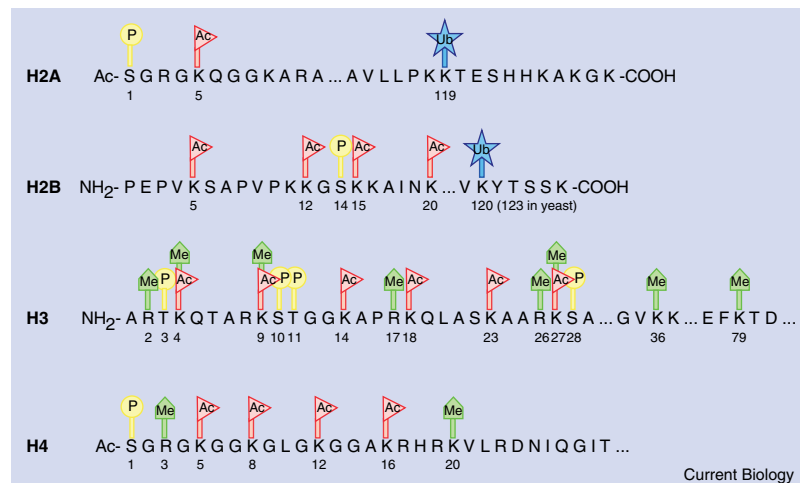 P Ac Ub
H2A Ac- S G R G K Q G G K A R A ... A V L L P K K T E S H H K A K G K -COOH
1 5 119
Ac Ac P Ac Ac Ub
H2B NH2- P E P V K S A P V P K K G S K K A I N K ... V K Y T S S K -COOH
5 12 14 15 20 120 (123 in yeast)
Me Me Me
Me P Ac Ac P P Ac Me Ac Ac Me Ac P Me Me
H3 NH2- A R T K Q T A R K S T G G K A P R K Q L A S K A A R K S A ... G V K K ... E F K T D ...
2 3 4 9 10 11 14 17 18 23 26 27 28 36 79
P Me Ac Ac Ac Ac Me
H4 Ac- S G R G K G G K G L G K G G A K R H R K V L R D N I Q G I T ...
1 3 5 8 12 16 20
Current Biology